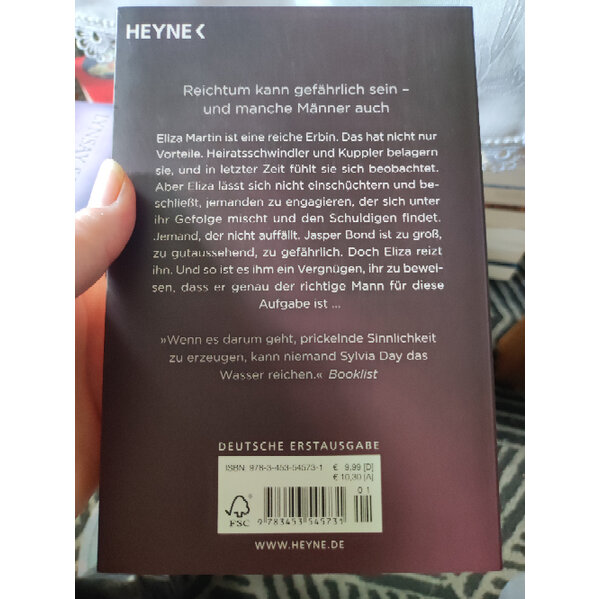 HEYNE<
Reichtum kann gefährlich sein –
und manche Männer auch
Eliza Martin ist eine reiche Erbin. Das hat nicht nur
Vorteile. Heiratsschwindler und Kuppler belagern
sie, und in letzter Zeit fühlt sie sich beobachtet.
Aber Eliza lässt sich nicht einschüchtern und be-
schließt, jemanden zu engagieren, der sich unter
ihr Gefolge mischt und den Schuldigen findet.
Jemand, der nicht auffällt. Jasper Bond ist zu groß,
zu gutaussehend, zu gefährlich. Doch Eliza reizt
ihn. Und so ist es ihm ein Vergnügen, ihr zu bewei-
sen, dass er genau der richtige Mann für diese
Aufgabe ist ...
»Wenn es darum geht, prickelnde Sinnlichkeit
zu erzeugen, kann niemand Sylvia Day das
Wasser reichen.« Booklist
DEUTSCHE ERSTAUSGABE
ISBN 978-3-453-54573-1
€ 9,99 [D]
€ 10,30 [A]
01
FSC
9 783453 545731
WWW.HEYNE.DE
LYNSAY